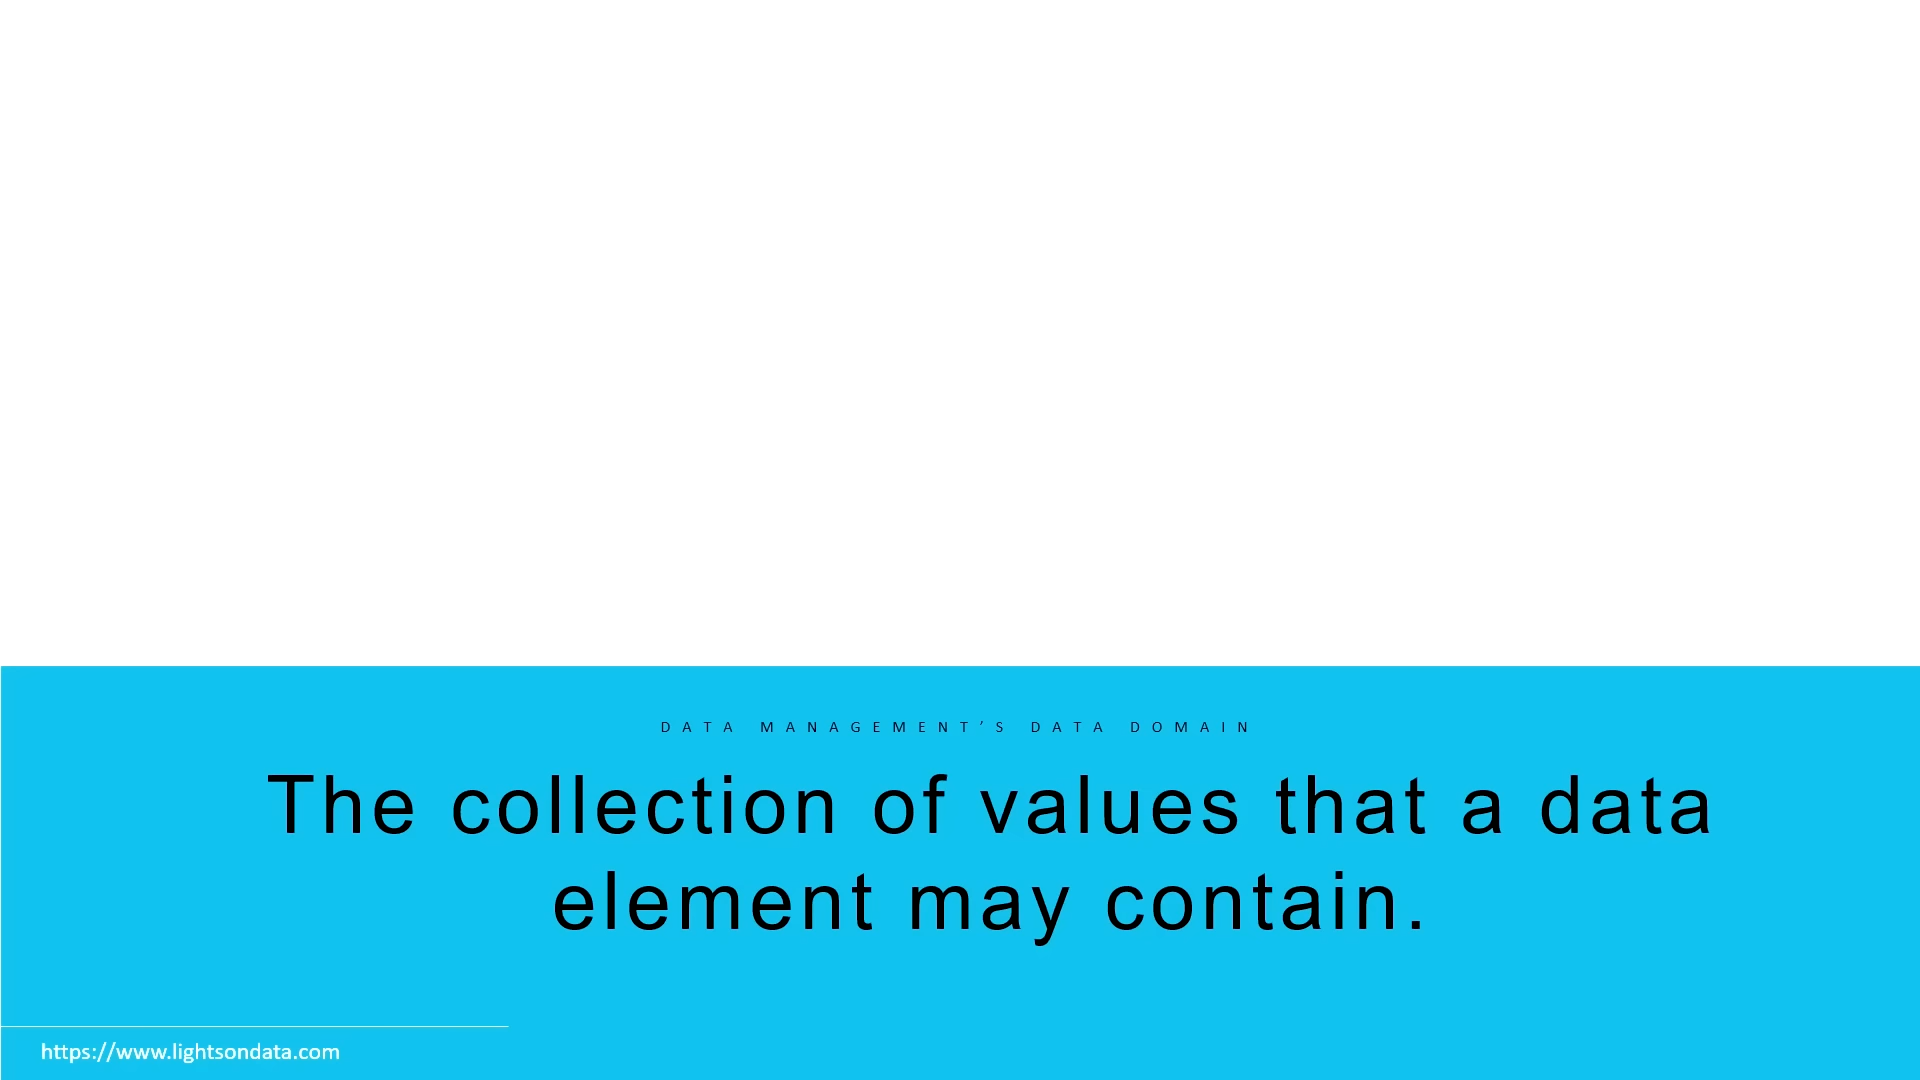 DATA MANAGEMENT’S DATA DOMAIN
The collection of values that a data
element may contain.
https://www.lightsondata.com